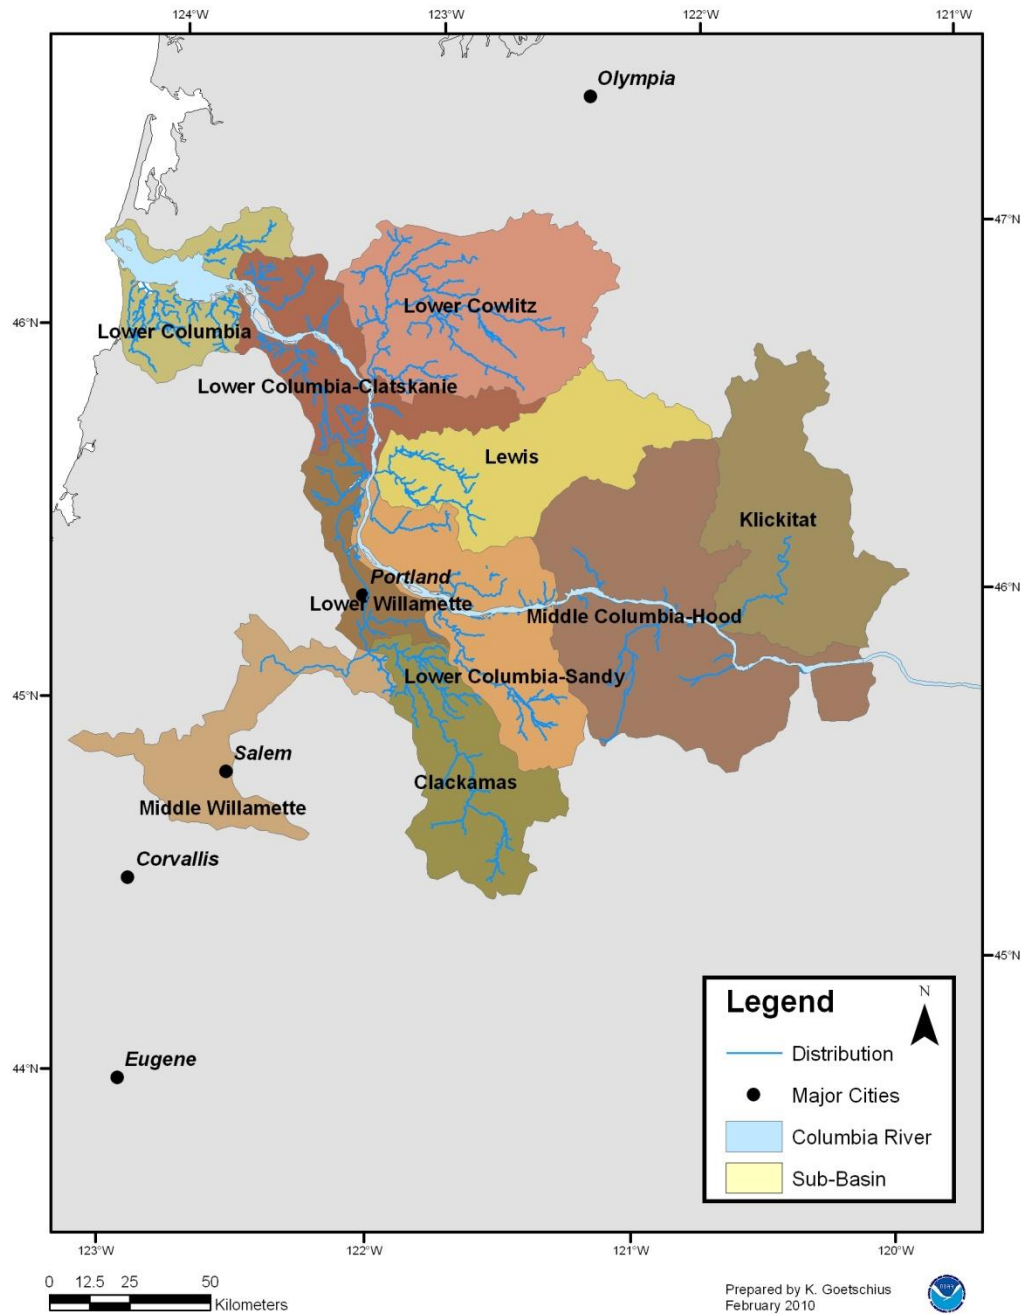 124°W 123°W 122°W 121°W
Olympia
47°N
46°N
Lower Cowlitz
Lower Columbia
Lower Columbia-Clatskanie
Lewis
Klickitat
Portland
46°N
Lower Willamette
Middle Columbia-Hood
Lower Columbia-Sandy
45°N
Salem
Clackamas
Middle Willamette
Corvallis
45°N
Legend
N
Distribution
Major Cities
Columbia River
Sub-Basin
Eugene
44°N
123°W 122°W 121°W 120°W
0 12.5 25 50
Kilometers
Prepared by K. Goetschius
February 2010